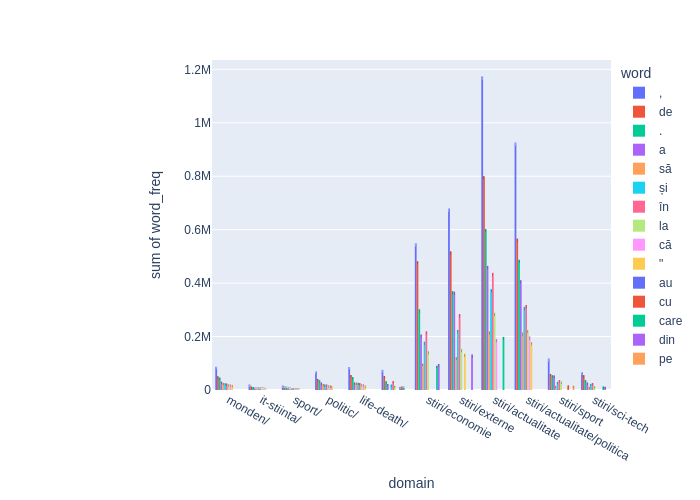 1.2M
1M
0.8M
0.6M
0.4M
0.2M
0
sum of word_freq
monden/
it-stiinta/
sport/
politic/
life-death/
stiri/economie
stiri/externe
stiri/actualitate
stiri/actualitate/politica
stiri/sport
stiri/sci-tech
domain
word
,
de
.
a
să
și
în
la
că
"
au
cu
care
din
pe